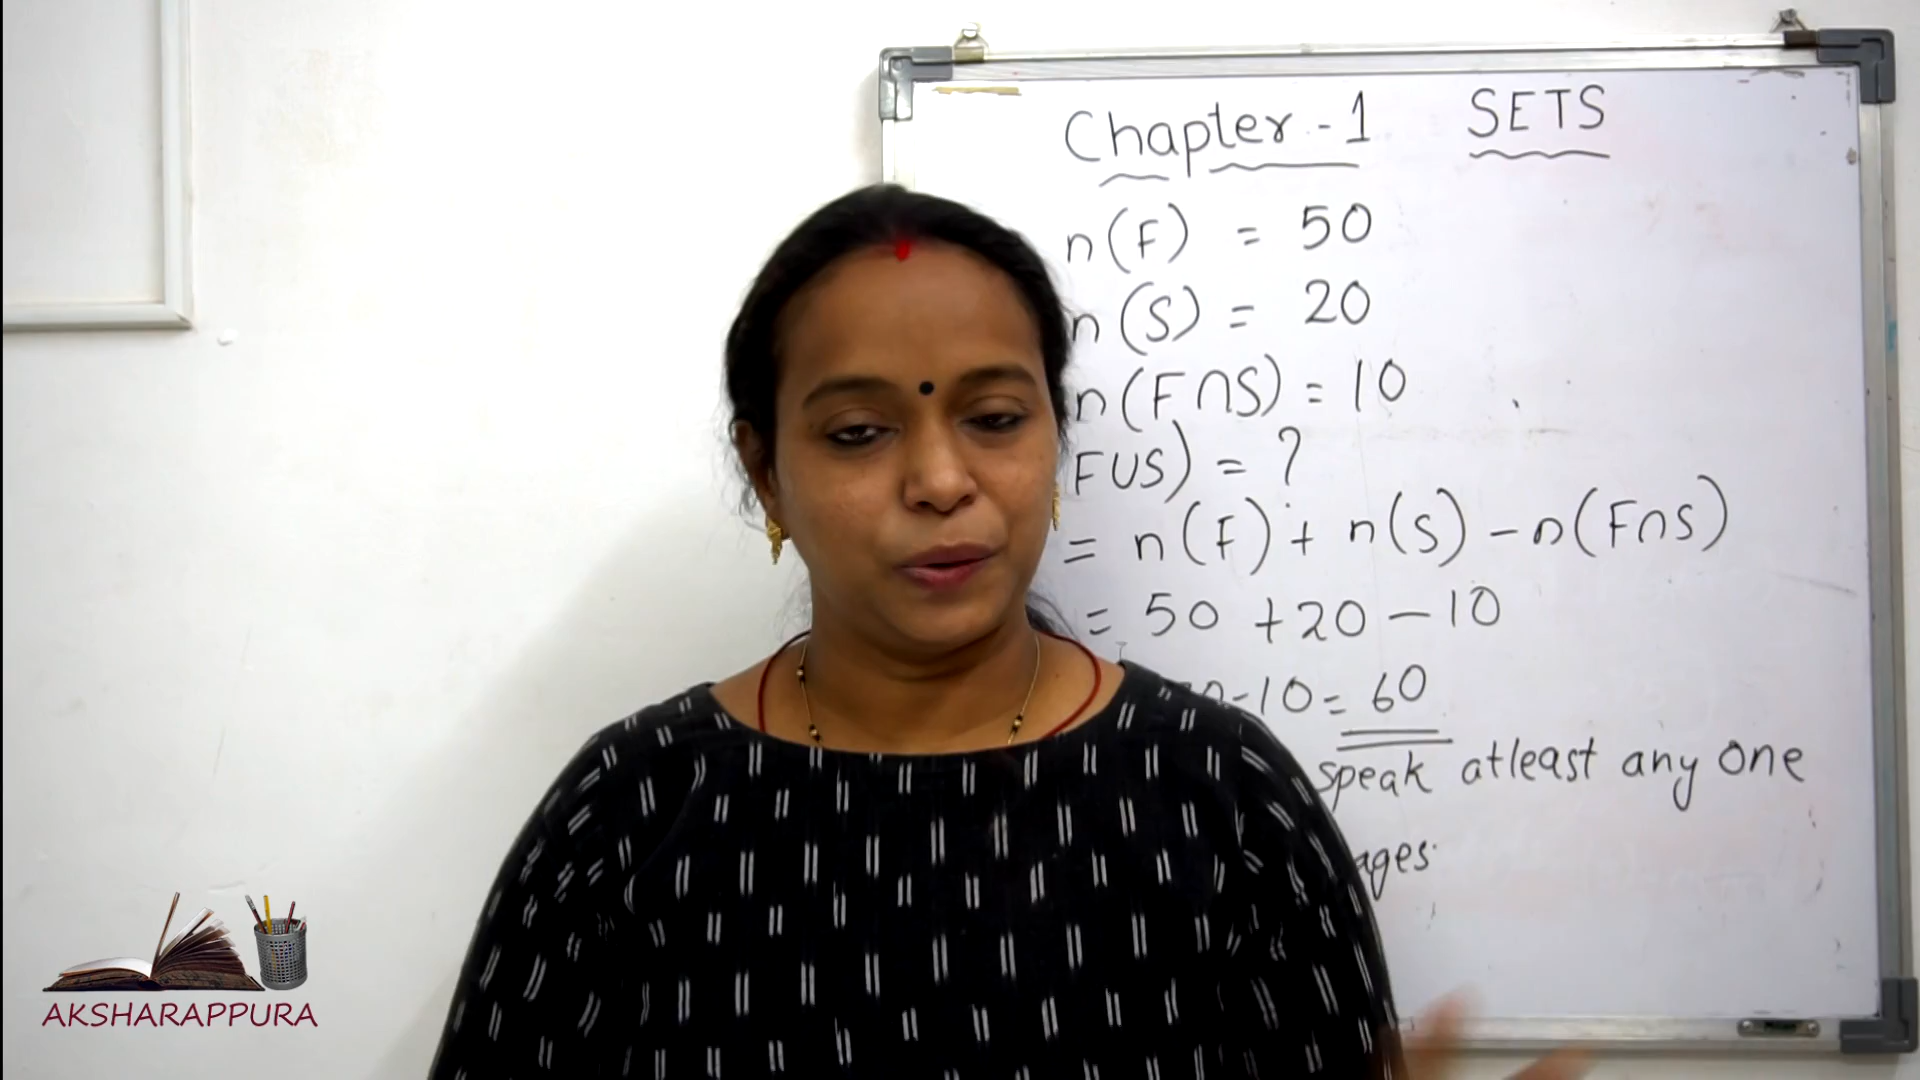 Chapter - 1 SETS
n(F) = 50
n(S) = 20
n(F∩S) = 10
FUS) = ?
= n(F) + n(S) - n(F∩S)
= 50 + 20 - 10
-10 = 60
speak atleast any one
ages.
AKSHARAPPURA